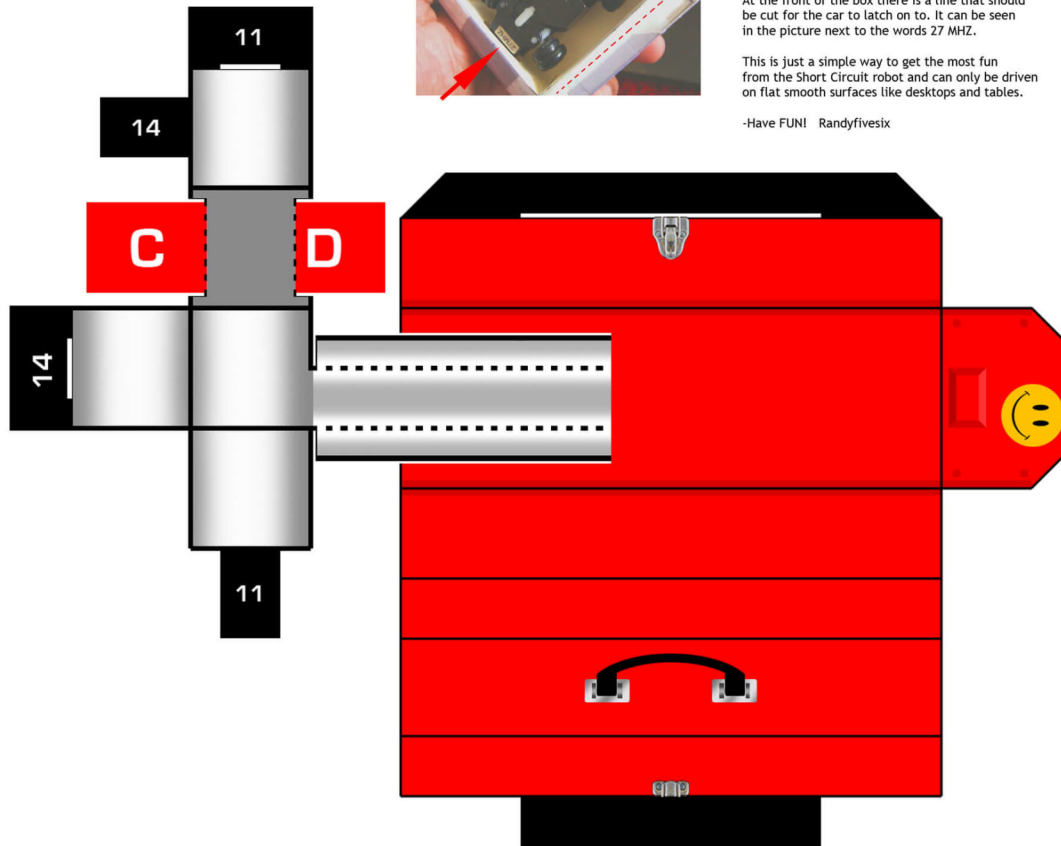 At the front of the box there is a line that should
be cut for the car to latch on to. It can be seen
in the picture next to the words 27 MHZ.
This is just a simple way to get the most fun
from the Short Circuit robot and can only be driven
on flat smooth surfaces like desktops and tables.
-Have FUN!   Randyfivesix
27MHZ
11
14
C
D
14
11